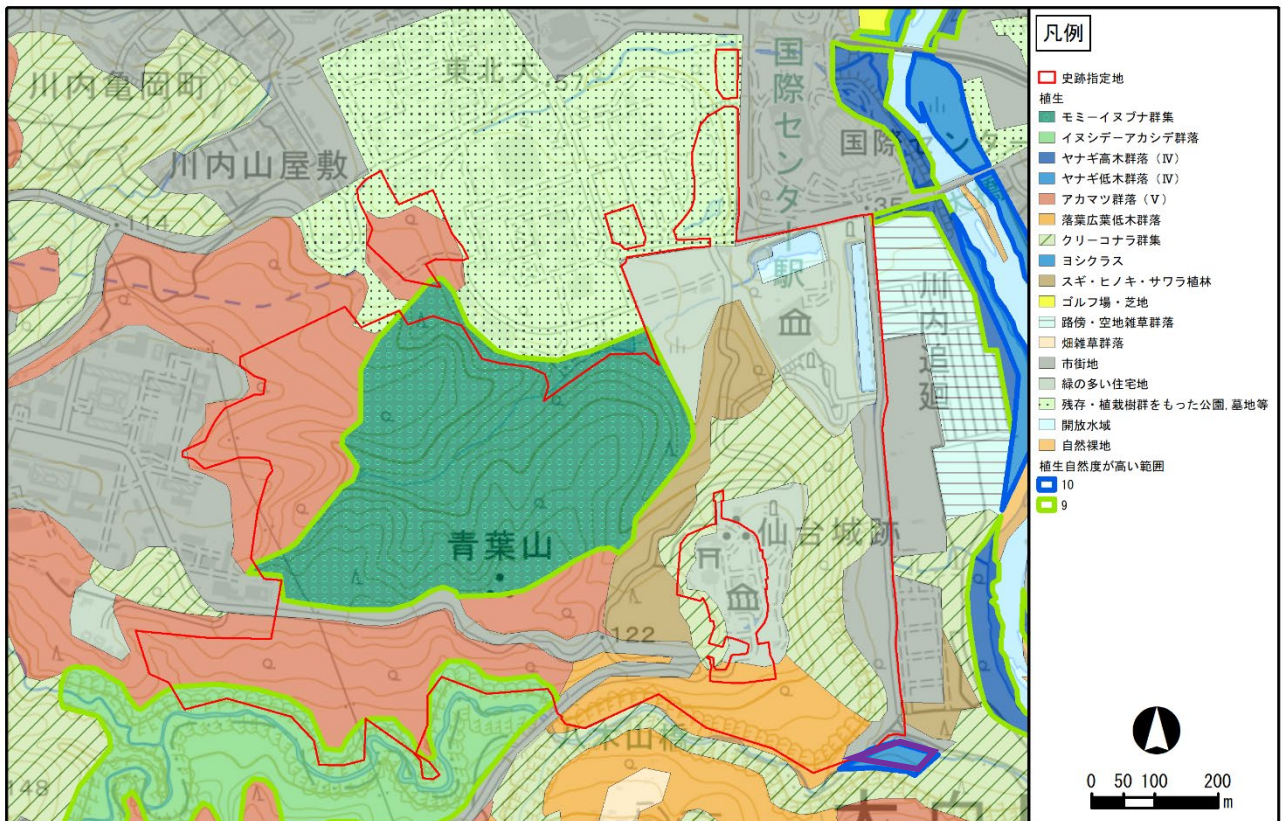 川内亀岡町
東北大
57
国際センター駅
国際センター
川内山屋敷
144
35
川内追廻
青葉山
仙台城跡
122
八木山橋
148
凡例
史跡指定地
植生
モミーイヌブナ群集
イヌシデーアカシデ群落
ヤナギ高木群落(Ⅳ)
ヤナギ低木群落(Ⅳ)
アカマツ群落(Ⅴ)
落葉広葉低木群落
クリーコナラ群集
ヨシクラス
スギ・ヒノキ・サワラ植林
ゴルフ場・芝地
路傍・空地雑草群落
畑雑草群落
市街地
緑の多い住宅地
残存・植栽樹群をもった公園,墓地等
開放水域
自然裸地
植生自然度が高い範囲
10
9
0 50 100 200
m